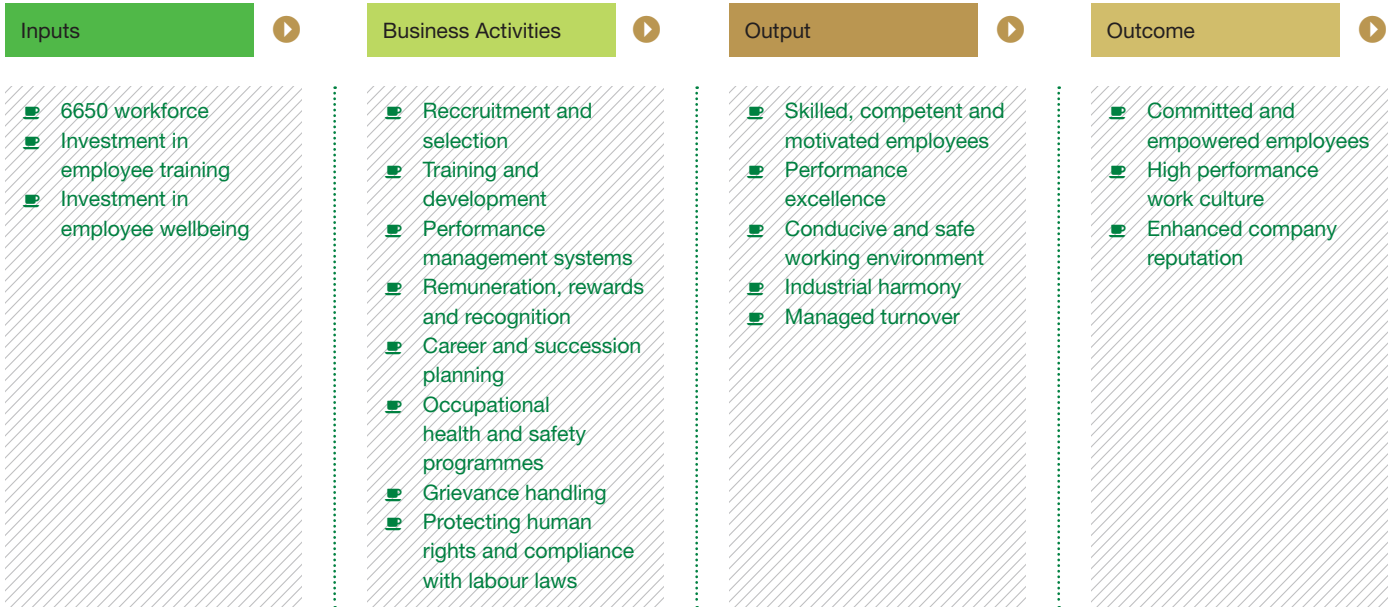 Inputs
6650 workforce
Investment in
employee training
Investment in
employee wellbeing
Business Activities
Reccruitment and
selection
Training and
development
Performance
management systems
Remuneration, rewards
and recognition
Career and succession
planning
Occupational
health and safety
programmes
Grievance handling
Protecting human
rights and compliance
with labour laws
Output
Skilled, competent and
motivated employees
Performance
excellence
Conducive and safe
working environment
Industrial harmony
Managed turnover
Outcome
Committed and
empowered employees
High performance
work culture
Enhanced company
reputation